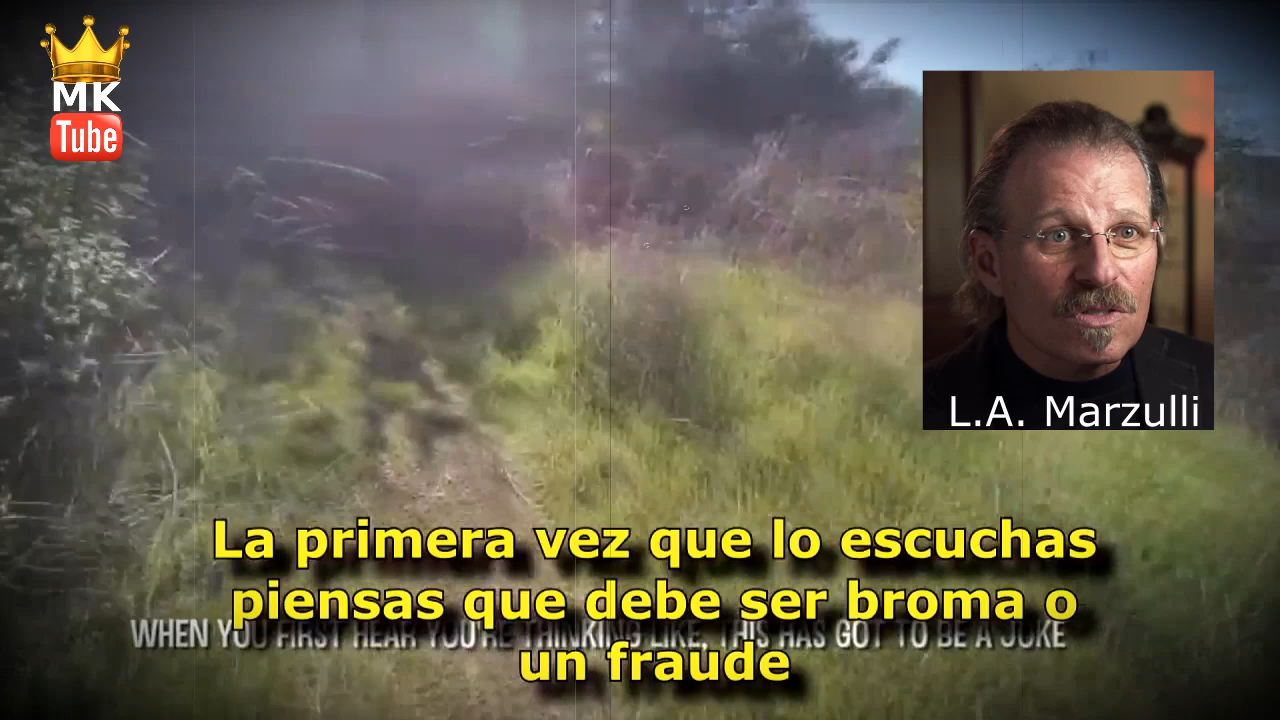 MK
Tube
L.A. Marzulli
La primera vez que lo escuchas
piensas que debe ser broma o
WHEN YOU FIRST HEAR YOU'RE THINKING LIKE, THIS HAS GOT TO BE A JOKE
un fraude